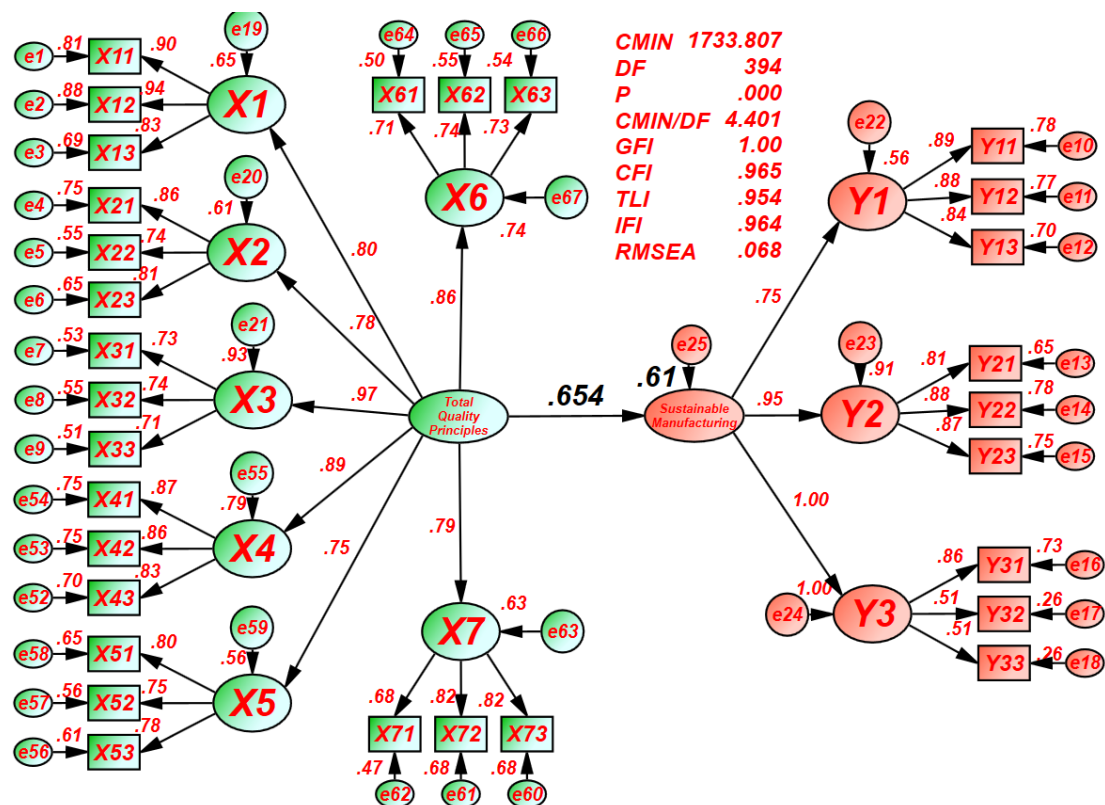 e1 .81 X11 .90
e2 .88 X12 .94
e3 .69 X13 .83
e19
.65
X1
e4 .75 X21 .86
e5 .55 X22 .74
e6 .65 X23 .81
e20
.61
X2
e7 .53 X31 .73
e8 .55 X32 .74
e9 .51 X33 .71
e21
.93
X3
e54 .75 X41 .87
e53 .75 X42 .86
e52 .70 X43 .83
e55
.79
X4
e58 .65 X51 .80
e57 .56 X52 .75
e56 .61 X53 .78
e59
.56
X5
e64 e65 e66
.50 .55 .54
X61 X62 X63
.71 .74 .73
X6
e67
.74
.80
.78
.97
.89
.75
.86
.79
Total
Quality
Principles
.63
X7
e63
.68 .82 .82
X71 X72 X73
.47 .68 .68
e62 e61 e60
CMIN 1733.807
DF 394
P .000
CMIN/DF 4.401
GFI 1.00
CFI .965
TLI .954
IFI .964
RMSEA .068
.654
.61
e25
Sustainable
Manufacturing
.75
.95
1.00
e22
.56
Y1
.89 Y11 .78 e10
.88 Y12 .77 e11
.84 Y13 .70 e12
e23
.91
Y2
.81 Y21 .65 e13
.88 Y22 .78 e14
.87 Y23 .75 e15
e24
1.00
Y3
.86 Y31 .73 e16
.51 Y32 .26 e17
.51 Y33 .26 e18